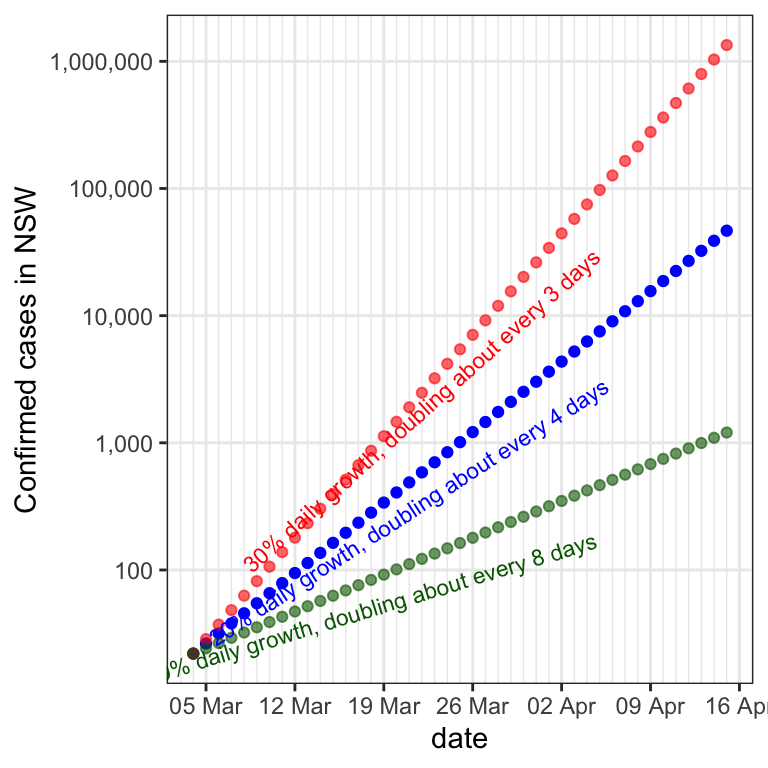 1,000,000
100,000
10,000
1,000
100
Confirmed cases in NSW
30% daily growth, doubling about every 3 days
20% daily growth, doubling about every 4 days
% daily growth, doubling about every 8 days
05 Mar
12 Mar
19 Mar
26 Mar
02 Apr
09 Apr
16 Apr
date